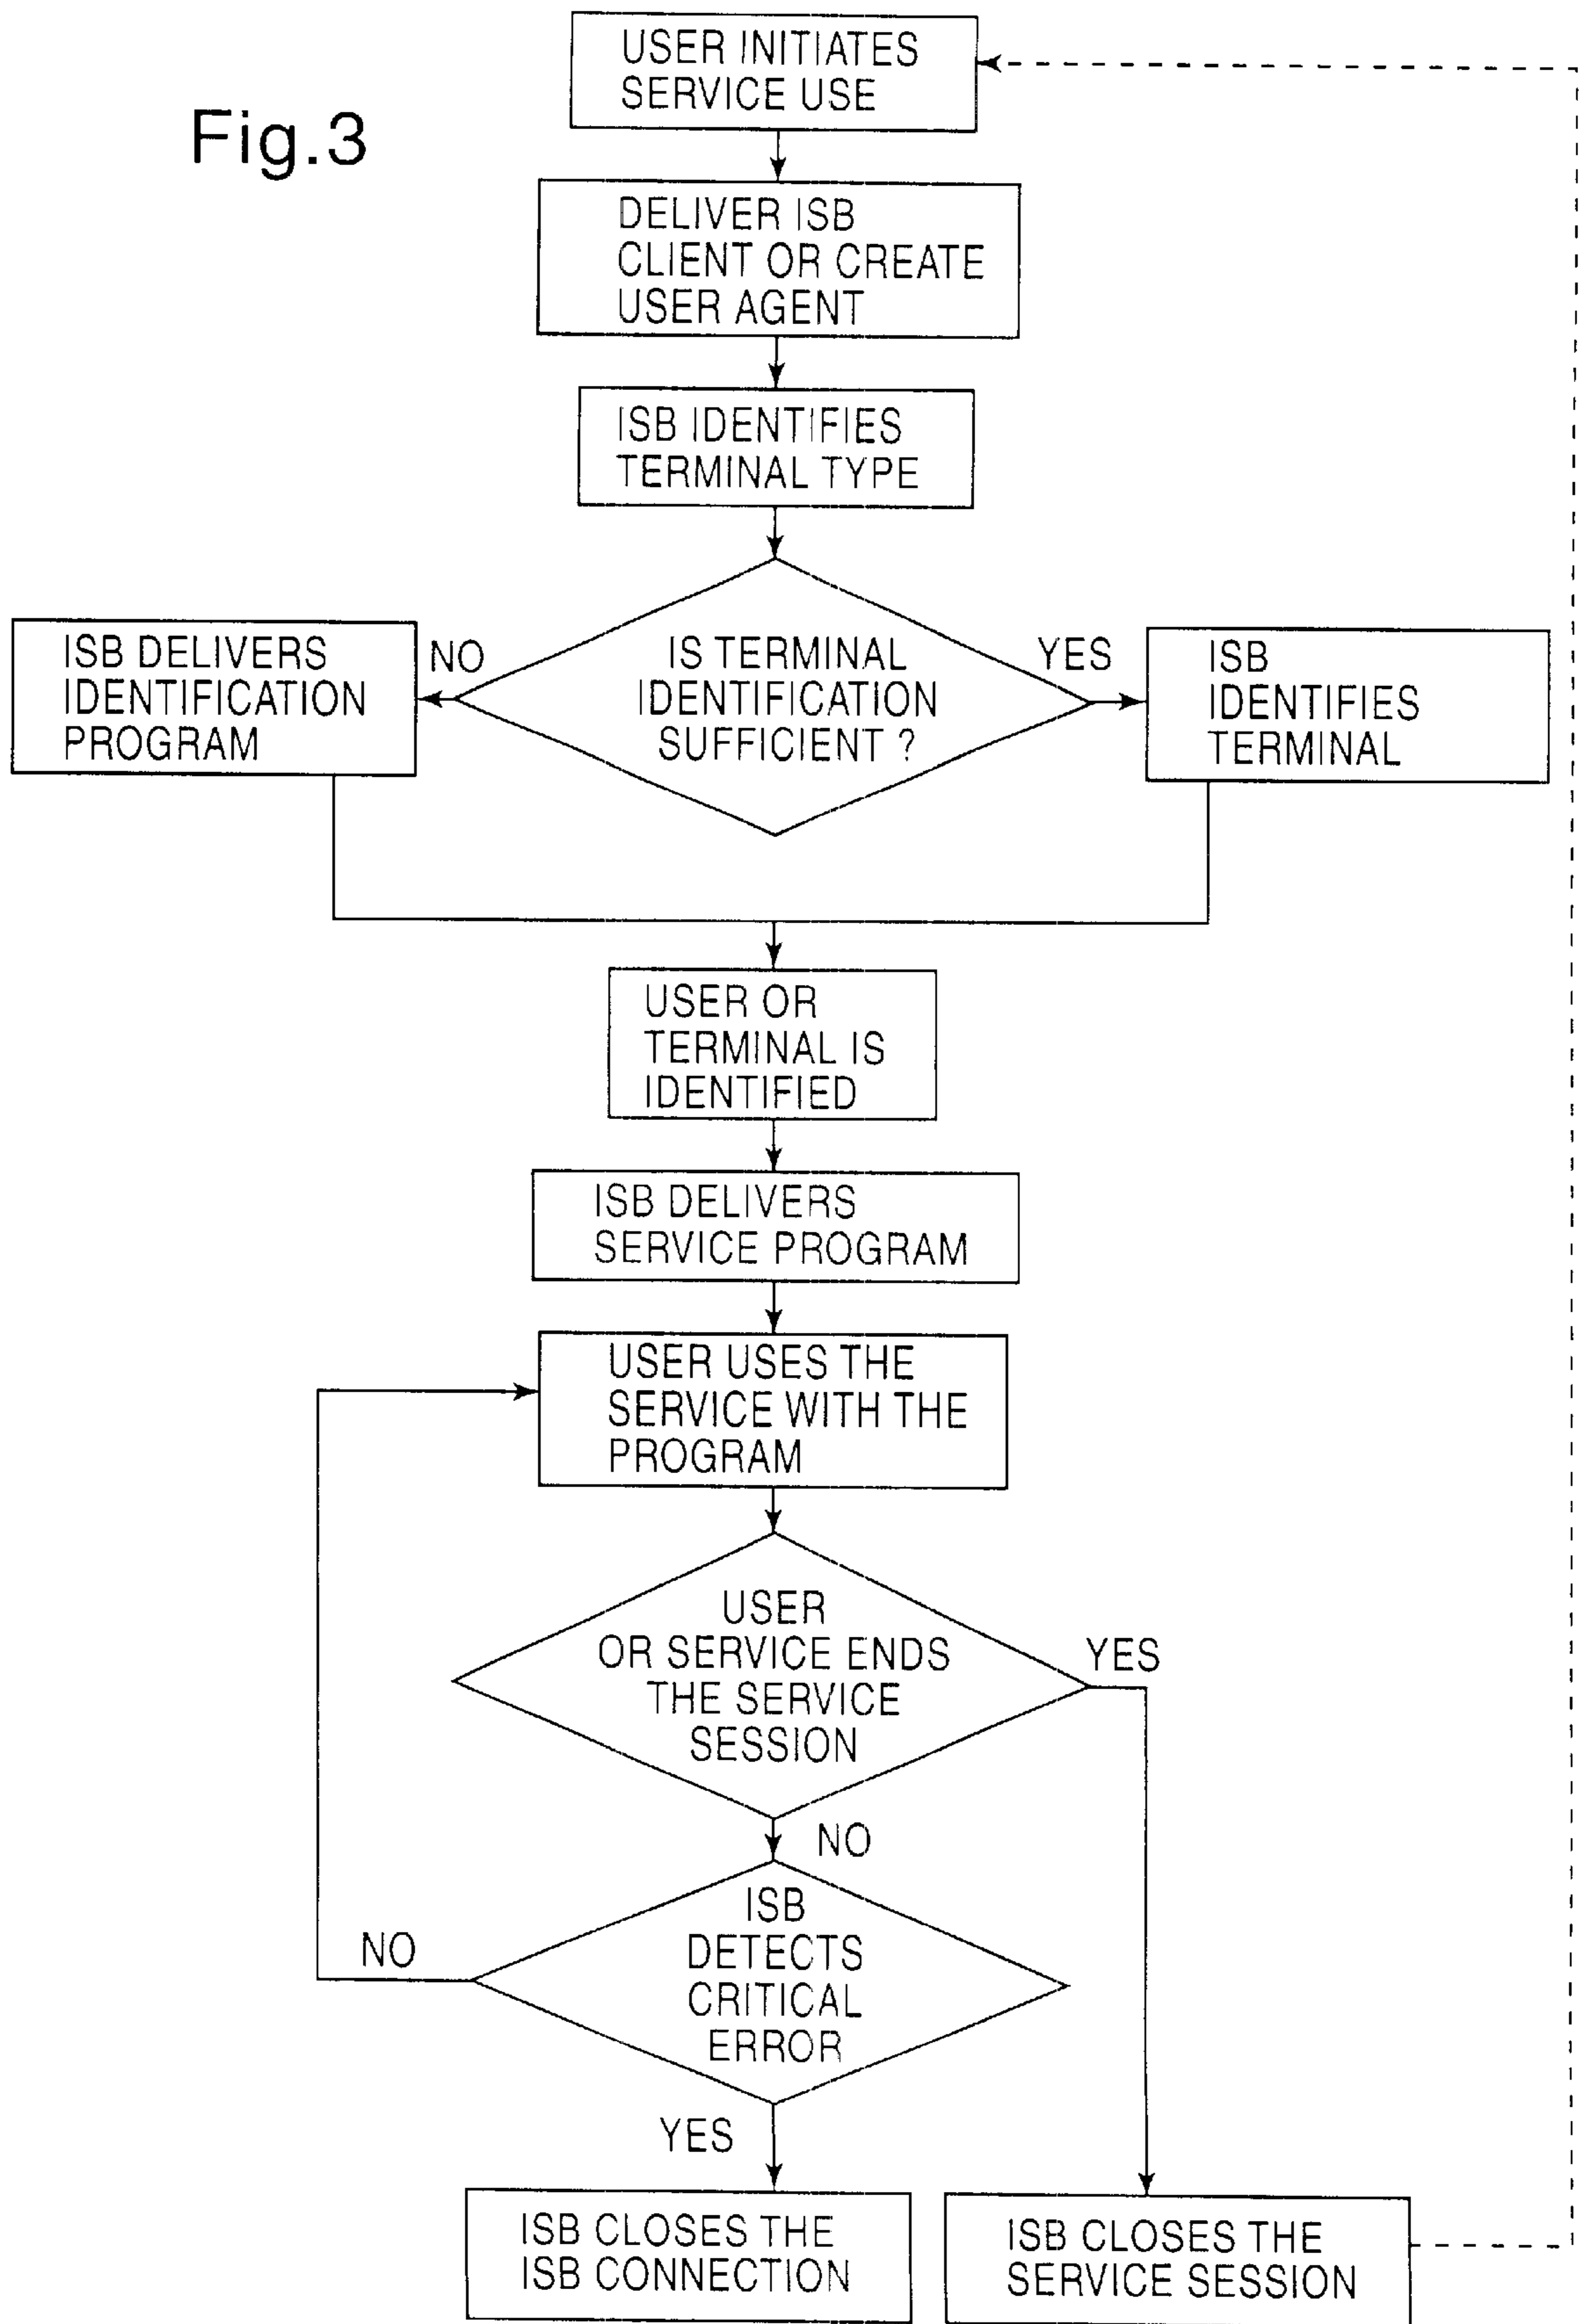 Fig.3
USER INITIATES
SERVICE USE
DELIVER ISB
CLIENT OR CREATE
USER AGENT
ISB IDENTIFIES
TERMINAL TYPE
ISB DELIVERS
IDENTIFICATION
PROGRAM
NO
IS TERMINAL
IDENTIFICATION
SUFFICIENT ?
YES
ISB
IDENTIFIES
TERMINAL
USER OR
TERMINAL IS
IDENTIFIED
ISB DELIVERS
SERVICE PROGRAM
USER USES THE
SERVICE WITH THE
PROGRAM
USER
OR SERVICE ENDS
THE SERVICE
SESSION
YES
NO
ISB
DETECTS
CRITICAL
ERROR
NO
YES
ISB CLOSES THE
ISB CONNECTION
ISB CLOSES THE
SERVICE SESSION